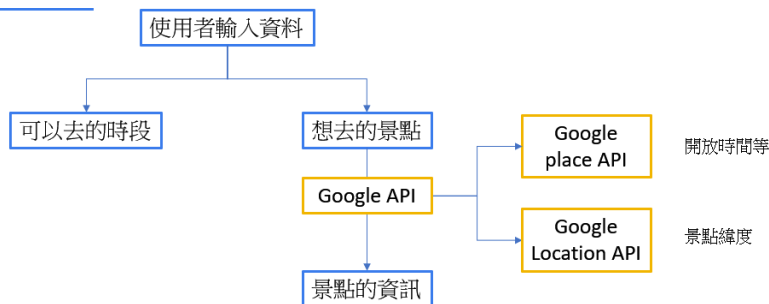 使用者輸入資料
可以去的時段
想去的景點
Google
place API
開放時間等
Google API
Google
Location API
景點緯度
景點的資訊